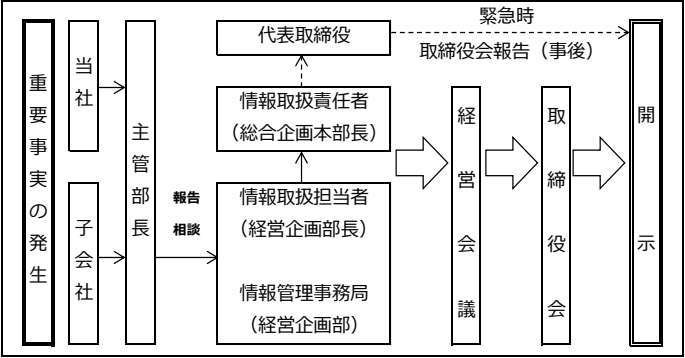 重要事実の発生
当社
子会社
主管部長
報告
相談
代表取締役
情報取扱責任者
（総合企画本部長）
情報取扱担当者
（経営企画部長）
情報管理事務局
（経営企画部）
緊急時
取締役会報告（事後）
経営会議
取締役会
開示